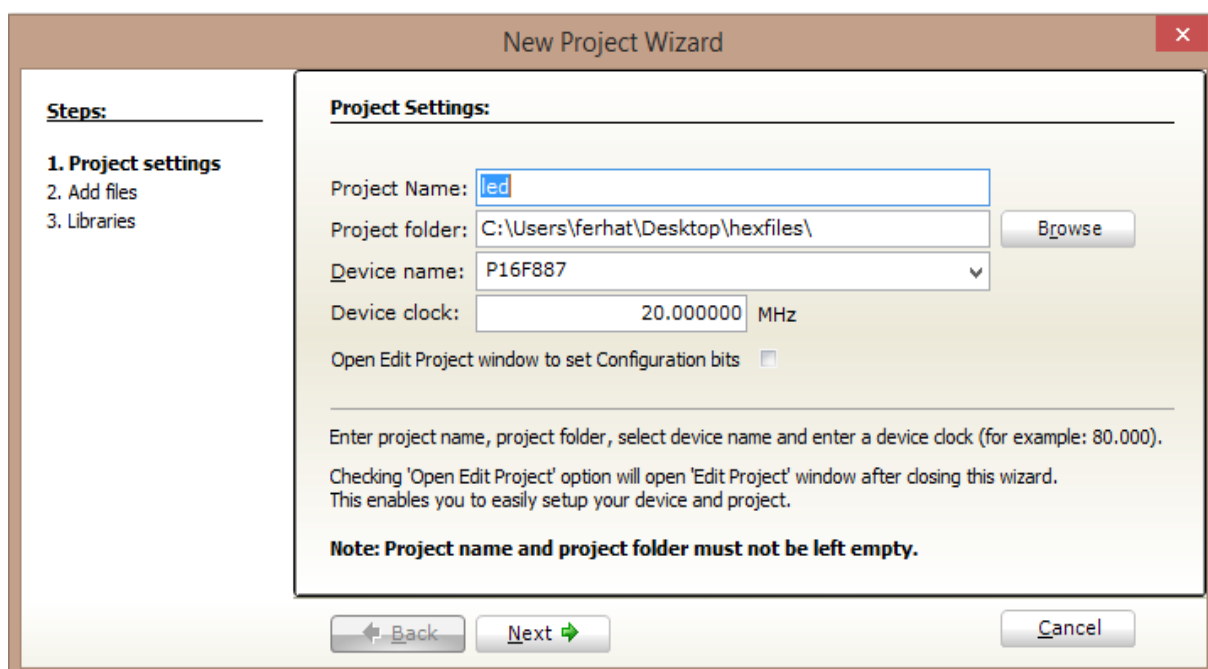 New Project Wizard
Steps:
1. Project settings
2. Add files
3. Libraries
Project Settings:
Project Name: led
Project folder: C:\Users\ferhat\Desktop\hexfiles\ Browse
Device name: P16F887
Device clock: 20.000000 MHz
Open Edit Project window to set Configuration bits
Enter project name, project folder, select device name and enter a device clock (for example: 80.000).
Checking 'Open Edit Project' option will open 'Edit Project' window after closing this wizard.
This enables you to easily setup your device and project.
Note: Project name and project folder must not be left empty.
Back Next Cancel